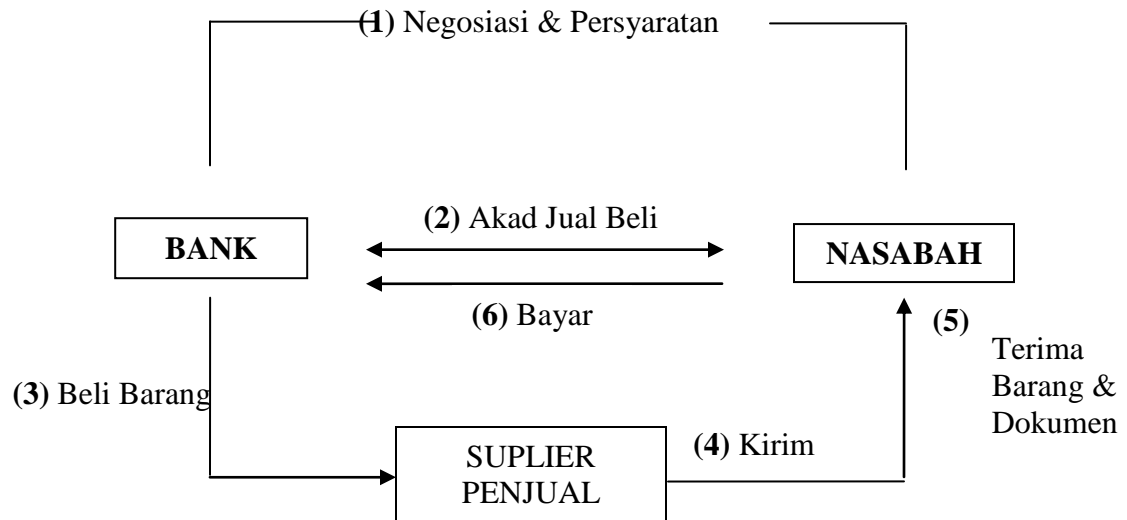 (1) Negosiasi & Persyaratan
(2) Akad Jual Beli
BANK
NASABAH
(6) Bayar
(5)
Terima
Barang &
Dokumen
(3) Beli Barang
SUPLIER
PENJUAL
(4) Kirim